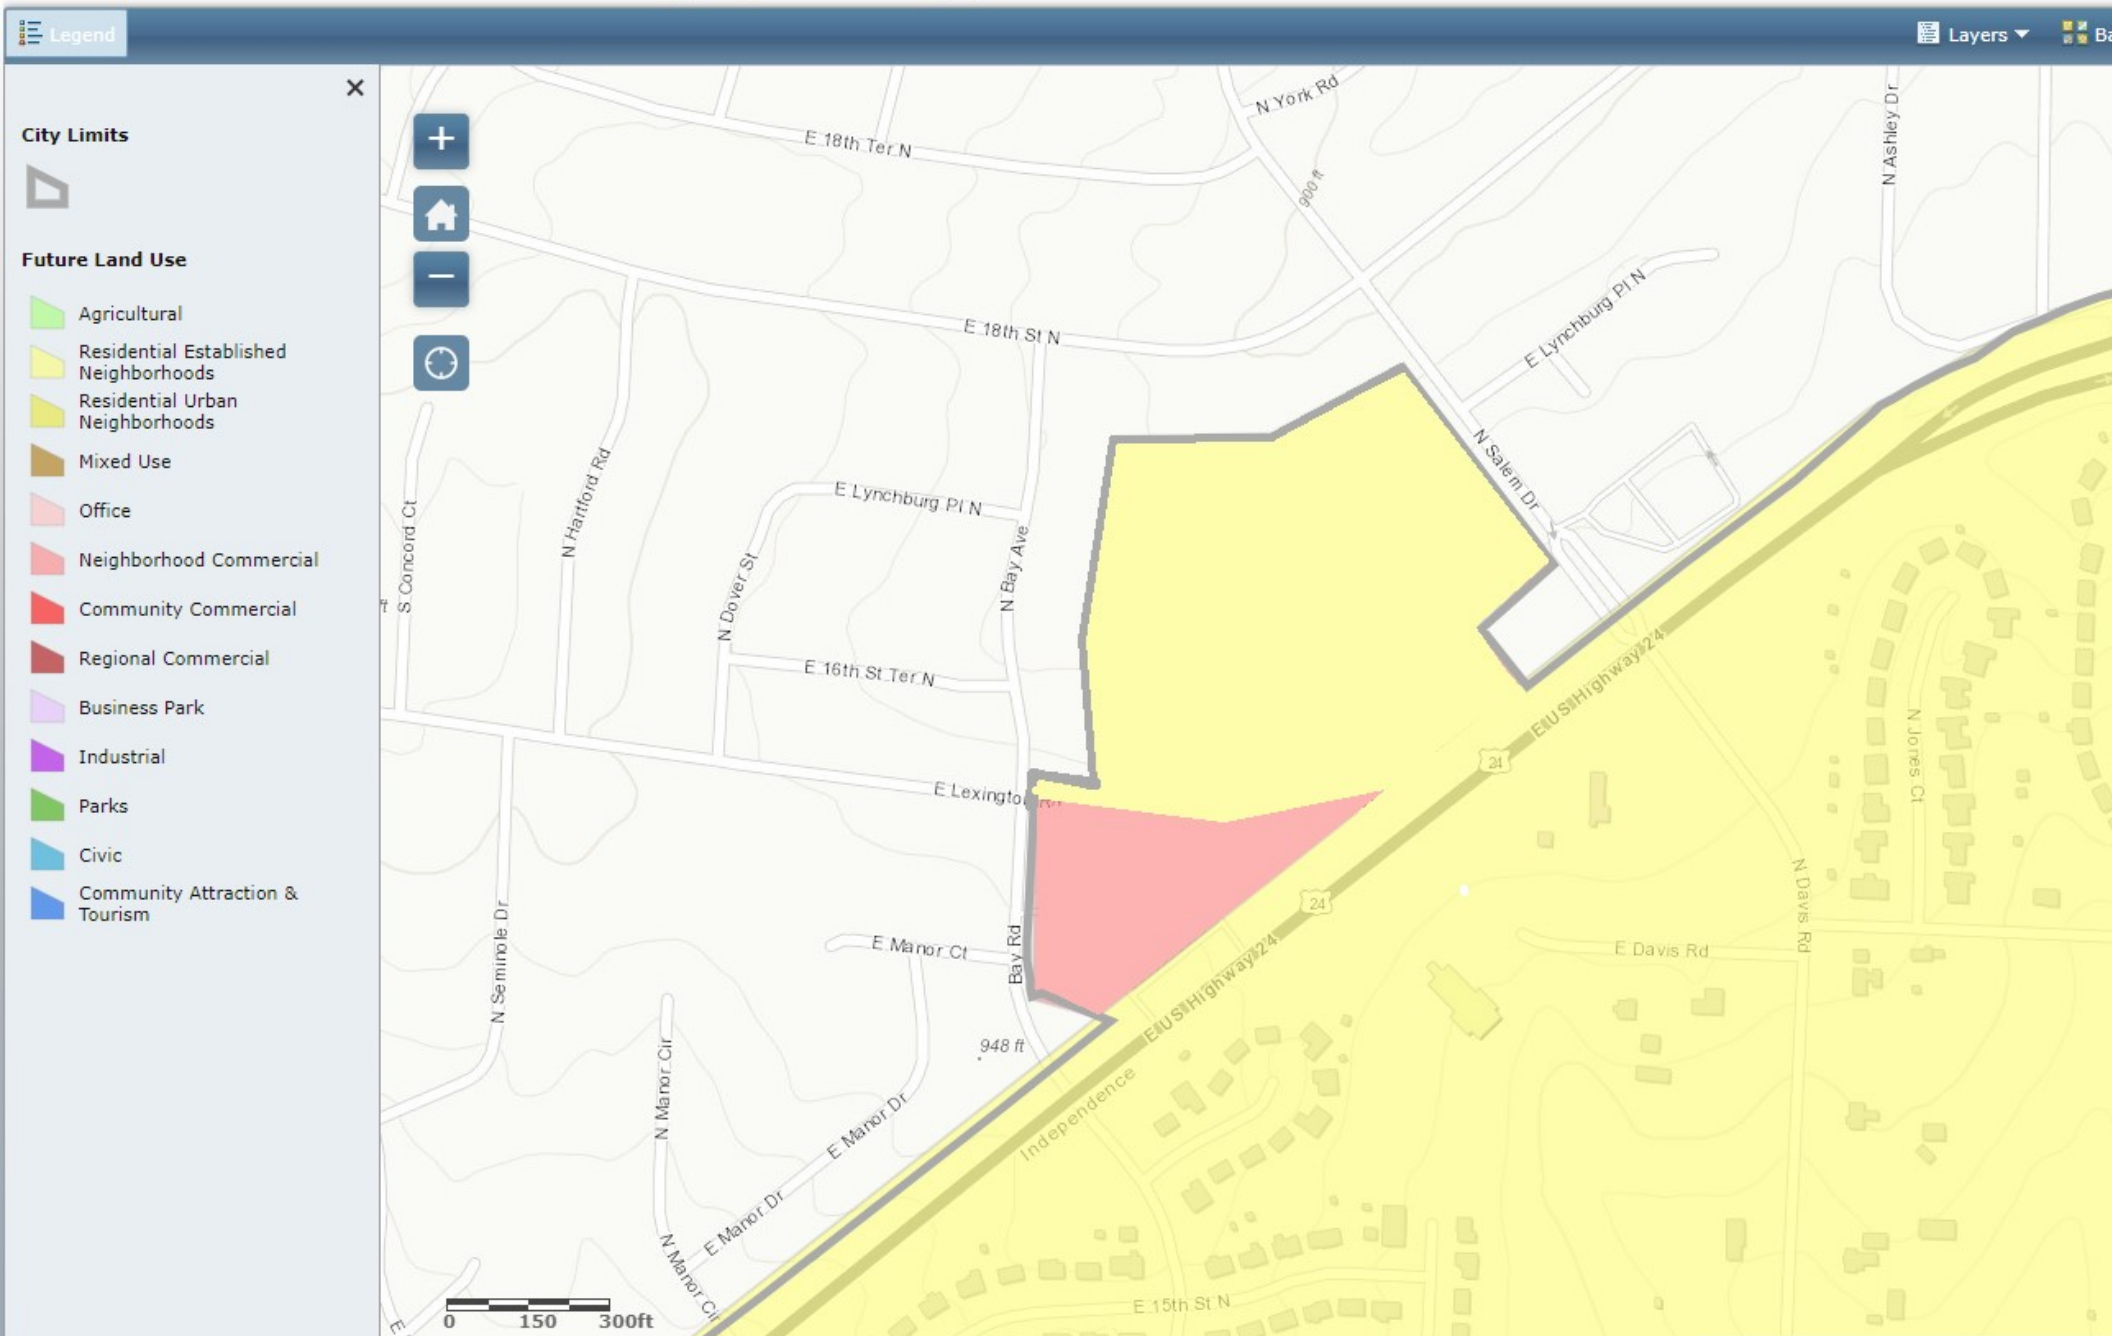 Legend
Layers
Ba
City Limits
Future Land Use
Agricultural
Residential Established
Neighborhoods
Residential Urban
Neighborhoods
Mixed Use
Office
Neighborhood Commercial
Community Commercial
Regional Commercial
Business Park
Industrial
Parks
Civic
Community Attraction &
Tourism
N York Rd
E 18th Ter N
N Ashley Dr
900 ft
E Lynchburg Pl N
E 18th St N
N Salem Dr
N Hartford Rd
E Lynchburg Pl N
S Concord Ct
N Bay Ave
N Dover St
ft
E 16th St Ter N
E US Highway 24
24
N Jones Ct
E Lexington Rd
24
N Davis Rd
E Manor Ct
Bay Rd
E Davis Rd
N Seminole Dr
E US Highway 24
948 ft
Independence
N Manor Cir
E Manor Dr
E Manor Dr
N Manor Cir
E 15th St N
E
0 150 300ft